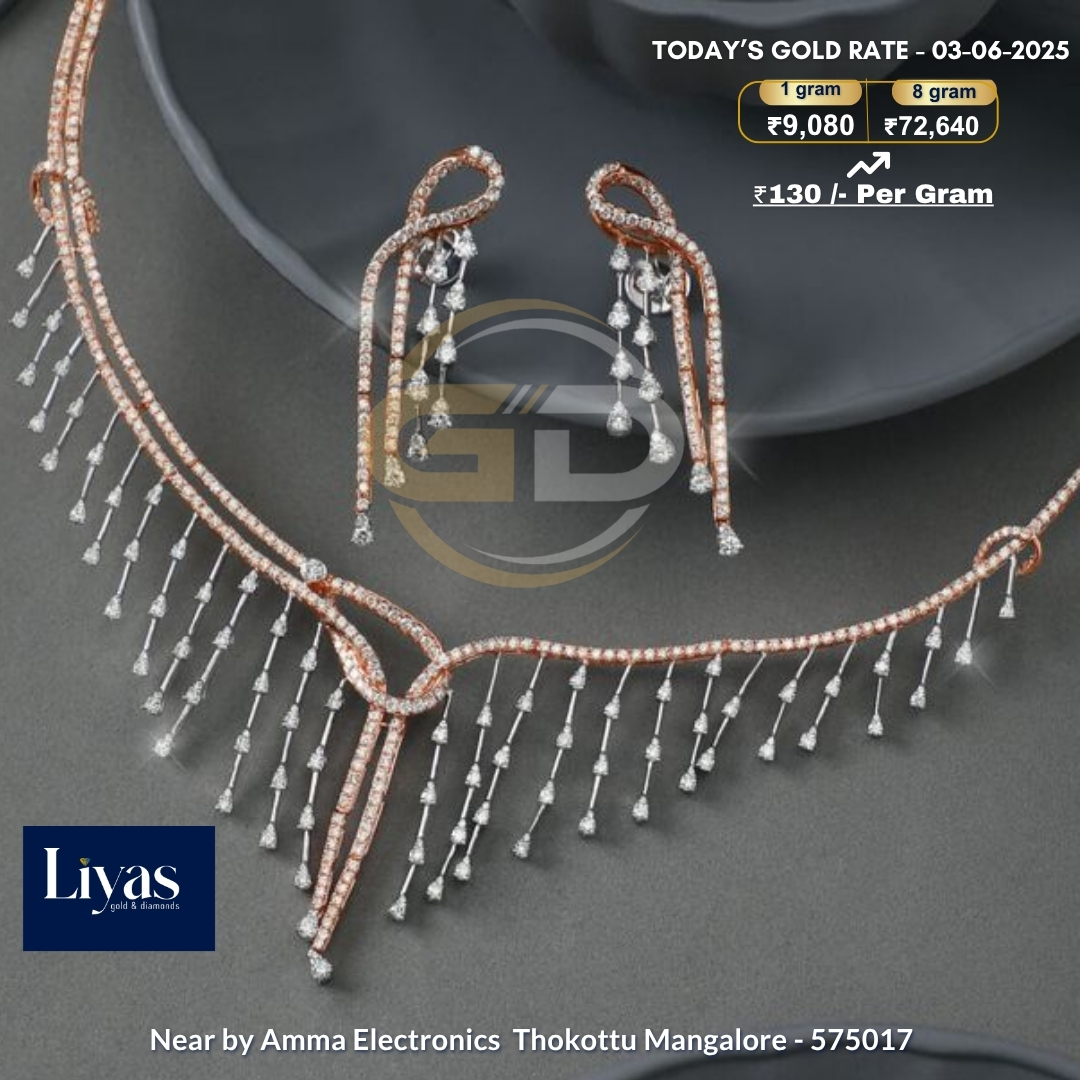 TODAY'S GOLD RATE - 03-06-2025
1 gram 8 gram
₹9,080 ₹72,640
₹130 /- Per Gram
GD
Liyas
gold & diamonds
Near by Amma Electronics Thokottu Mangalore - 575017